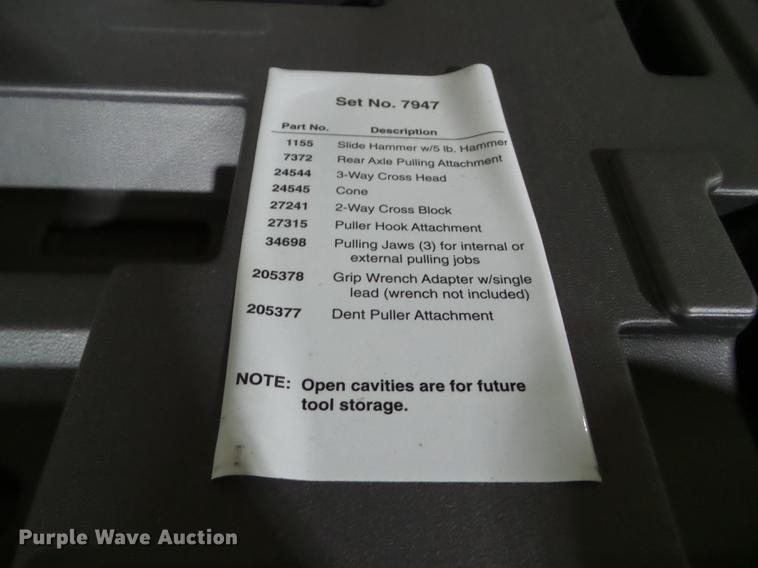 Set No. 7947
Part No. Description
1155 Slide Hammer w/5 lb. Hammer
7372 Rear Axle Pulling Attachment
24544 3-Way Cross Head
24545 Cone
27241 2-Way Cross Block
27315 Puller Hook Attachment
34698 Pulling Jaws (3) for internal or
external pulling jobs
205378 Grip Wrench Adapter w/single
lead (wrench not included)
205377 Dent Puller Attachment
NOTE: Open cavities are for future
tool storage.
Purple Wave Auction